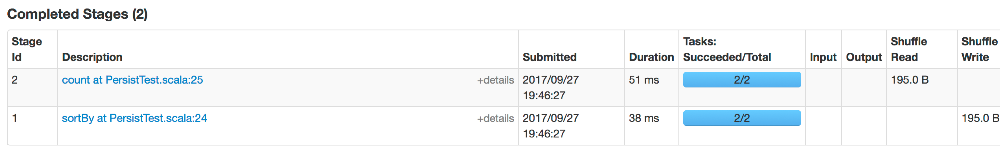 Completed Stages (2)
Stage Id Description Submitted Duration Tasks: Succeeded/Total Input Output Shuffle Read Shuffle Write
2 count at PersistTest.scala:25 +details 2017/09/27 19:46:27 51 ms 2/2 195.0 B
1 sortBy at PersistTest.scala:24 +details 2017/09/27 19:46:27 38 ms 2/2 195.0 B